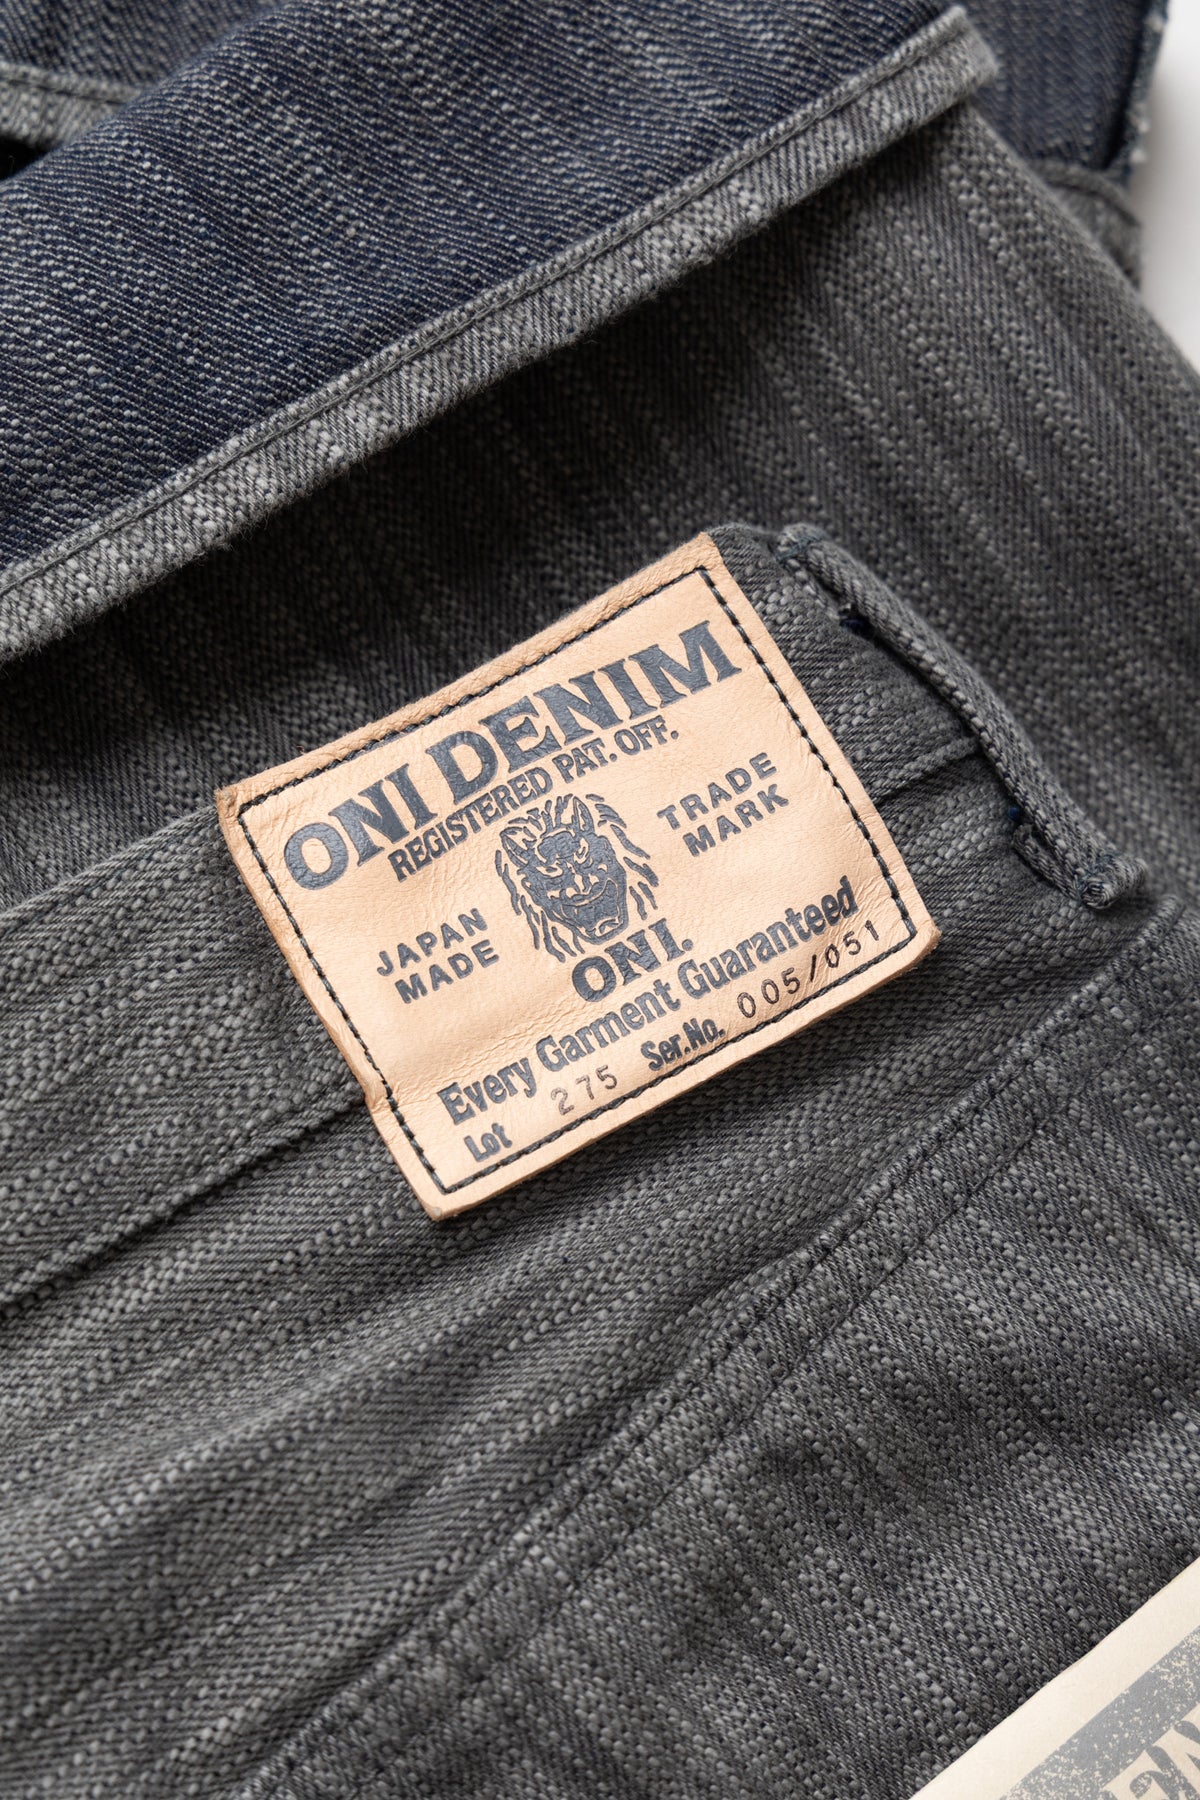 ONI DENIM
REGISTERED PAT. OFF.
TRADE
MARK
JAPAN
MADE
ONI.
Every Garment Guaranteed
Lot 275 Ser.No. 005/051